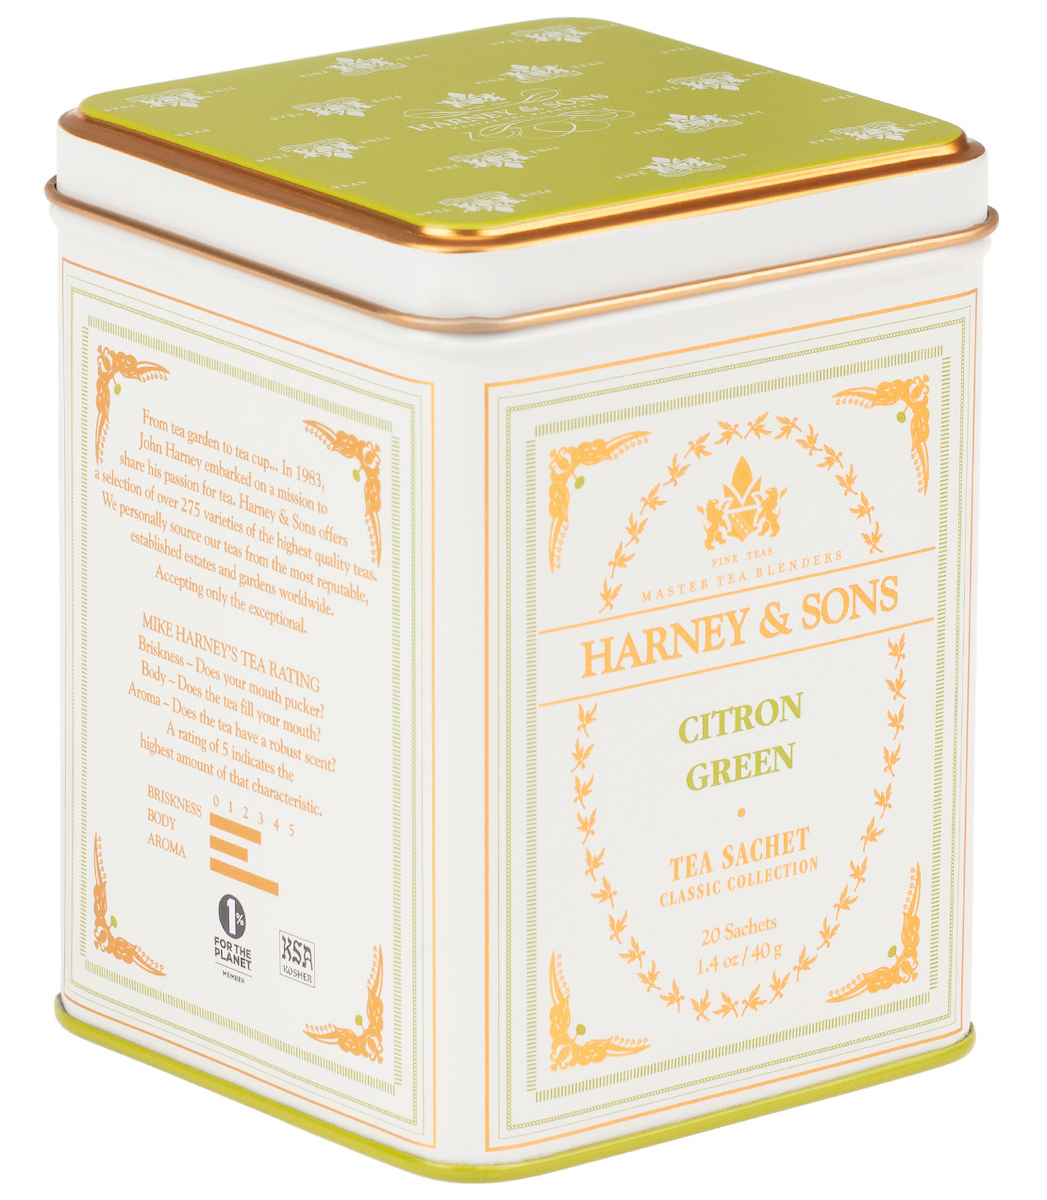 HARNEY & SONS
From tea garden to tea cup... In 1983,
John Harney embarked on a mission to
share his passion for tea. Harney & Sons offers
a selection of over 275 varieties of the highest quality teas.
We personally source our teas from the most reputable,
established estates and gardens worldwide.
Accepting only the exceptional.
MIKE HARNEY'S TEA RATING
Briskness – Does your mouth pucker?
Body – Does the tea fill your mouth?
Aroma – Does the tea have a robust scent?
A rating of 5 indicates the
highest amount of that characteristic.
0 1 2 3 4 5
BRISKNESS
BODY
AROMA
1%
FOR THE
PLANET
MEMBER
KSA
KOSHER
FINE TEAS
MASTER TEA BLENDERS
HARNEY & SONS
CITRON
GREEN
TEA SACHET
CLASSIC COLLECTION
20 Sachets
1.4 oz / 40 g